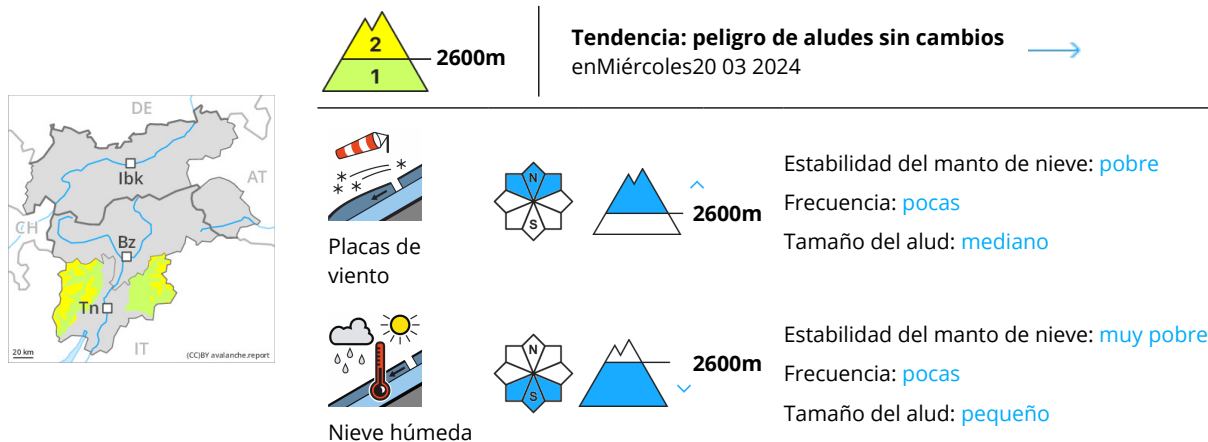 2
1
2600m
Tendencia: peligro de aludes sin cambios
enMiércoles20 03 2024
DE
AT
Ibk
CH
Bz
Tn
IT
20 km
(CC)BY avalanche.report
Placas de
viento
N
S
2600m
Estabilidad del manto de nieve: pobre
Frecuencia: pocas
Tamaño del alud: mediano
Nieve húmeda
N
S
2600m
Estabilidad del manto de nieve: muy pobre
Frecuencia: pocas
Tamaño del alud: pequeño